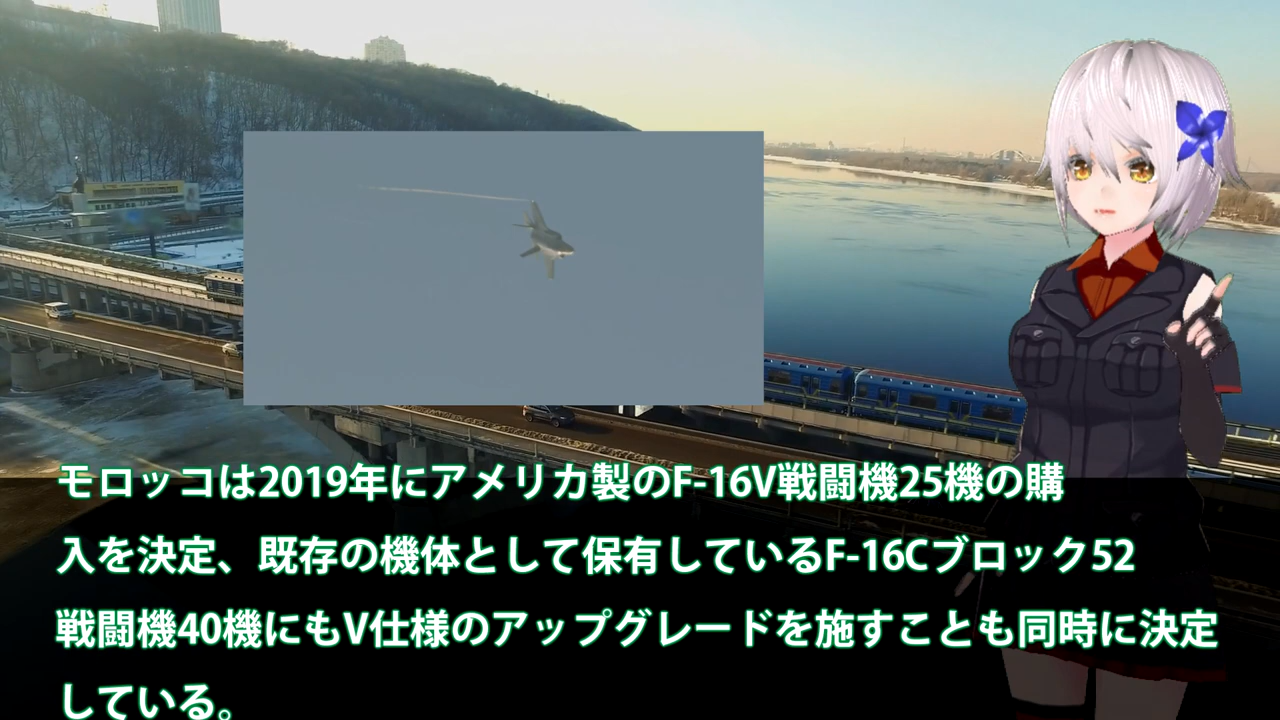 モロッコは2019年にアメリカ製のF-16V戦闘機25機の購
入を決定、既存の機体として保有しているF-16Cブロック52
戦闘機40機にもV仕様のアップグレードを施すことも同時に決定
している。